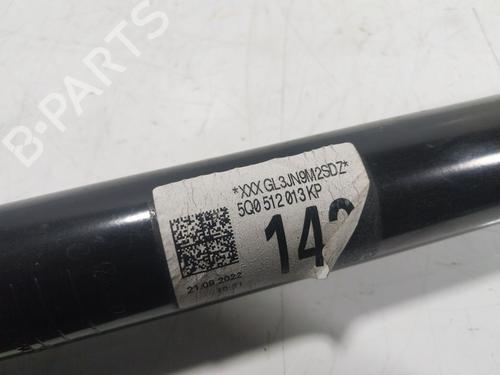 B-PARTS
*XXX GL3JN9M2SDZ*
5Q0 512 013 KP
14
21.09.2022